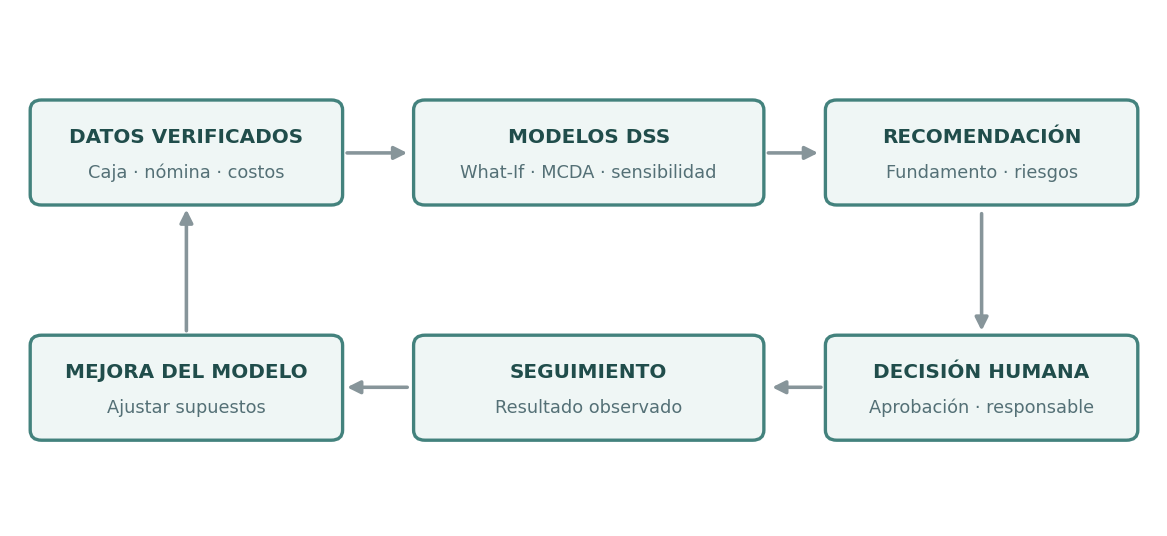 DATOS VERIFICADOS
Caja · nómina · costos
MODELOS DSS
What-If · MCDA · sensibilidad
RECOMENDACIÓN
Fundamento · riesgos
MEJORA DEL MODELO
Ajustar supuestos
SEGUIMIENTO
Resultado observado
DECISIÓN HUMANA
Aprobación · responsable